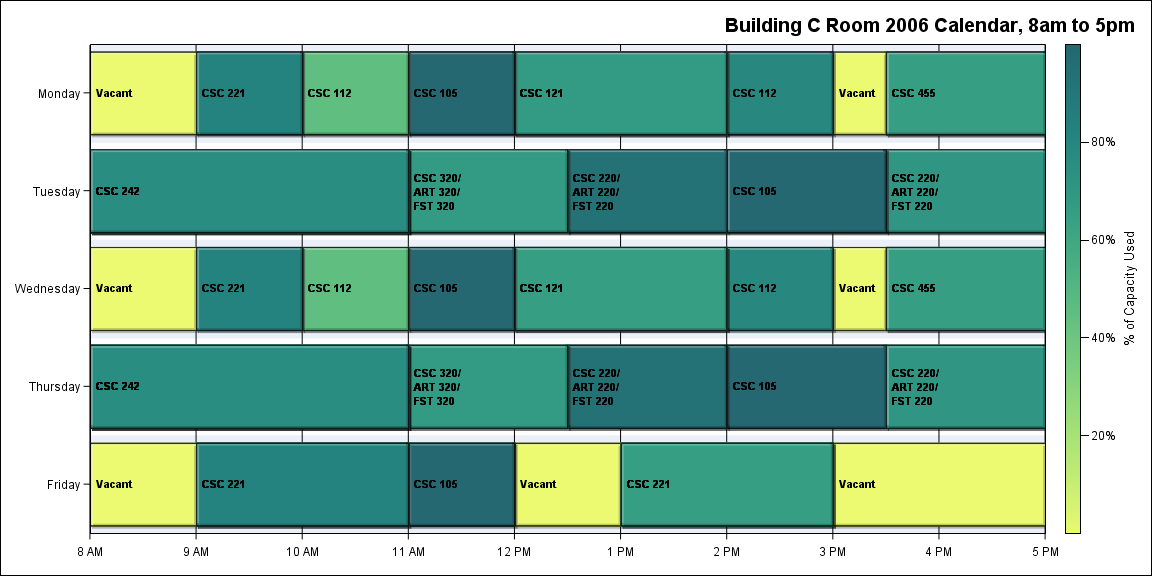 Building C Room 2006 Calendar, 8am to 5pm
Monday
Vacant
CSC 221
CSC 112
CSC 105
CSC 121
CSC 112
Vacant
CSC 455
Tuesday
CSC 242
CSC 320/
ART 320/
FST 320
CSC 220/
ART 220/
FST 220
CSC 105
CSC 220/
ART 220/
FST 220
Wednesday
Vacant
CSC 221
CSC 112
CSC 105
CSC 121
CSC 112
Vacant
CSC 455
Thursday
CSC 242
CSC 320/
ART 320/
FST 320
CSC 220/
ART 220/
FST 220
CSC 105
CSC 220/
ART 220/
FST 220
Friday
Vacant
CSC 221
CSC 105
Vacant
CSC 221
Vacant
8 AM
9 AM
10 AM
11 AM
12 PM
1 PM
2 PM
3 PM
4 PM
5 PM
80%
60%
40%
20%
% of Capacity Used